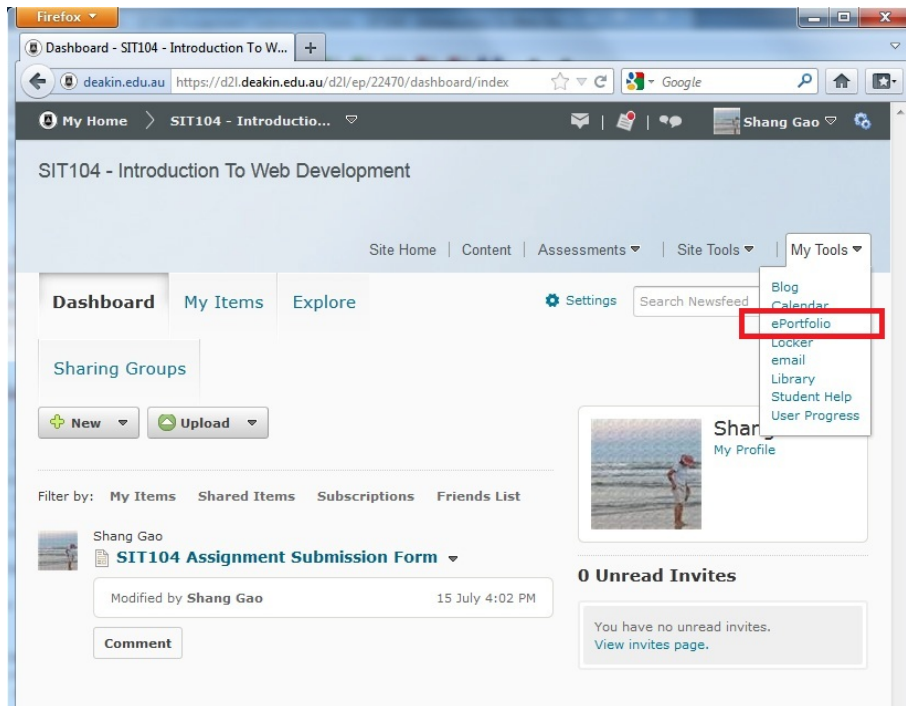 Firefox
Dashboard - SIT104 - Introduction To W...
deakin.edu.au https://d2l.deakin.edu.au/d2l/ep/22470/dashboard/index Google
My Home SIT104 - Introductio... Shang Gao
SIT104 - Introduction To Web Development
Site Home | Content | Assessments | Site Tools | My Tools
Blog
Calendar
ePortfolio
Locker
email
Library
Student Help
User Progress
Dashboard My Items Explore Settings Search Newsfeed
Sharing Groups
New Upload
Shang
My Profile
Filter by: My Items Shared Items Subscriptions Friends List
Shang Gao
SIT104 Assignment Submission Form
Modified by Shang Gao 15 July 4:02 PM
Comment
0 Unread Invites
You have no unread invites.
View invites page.